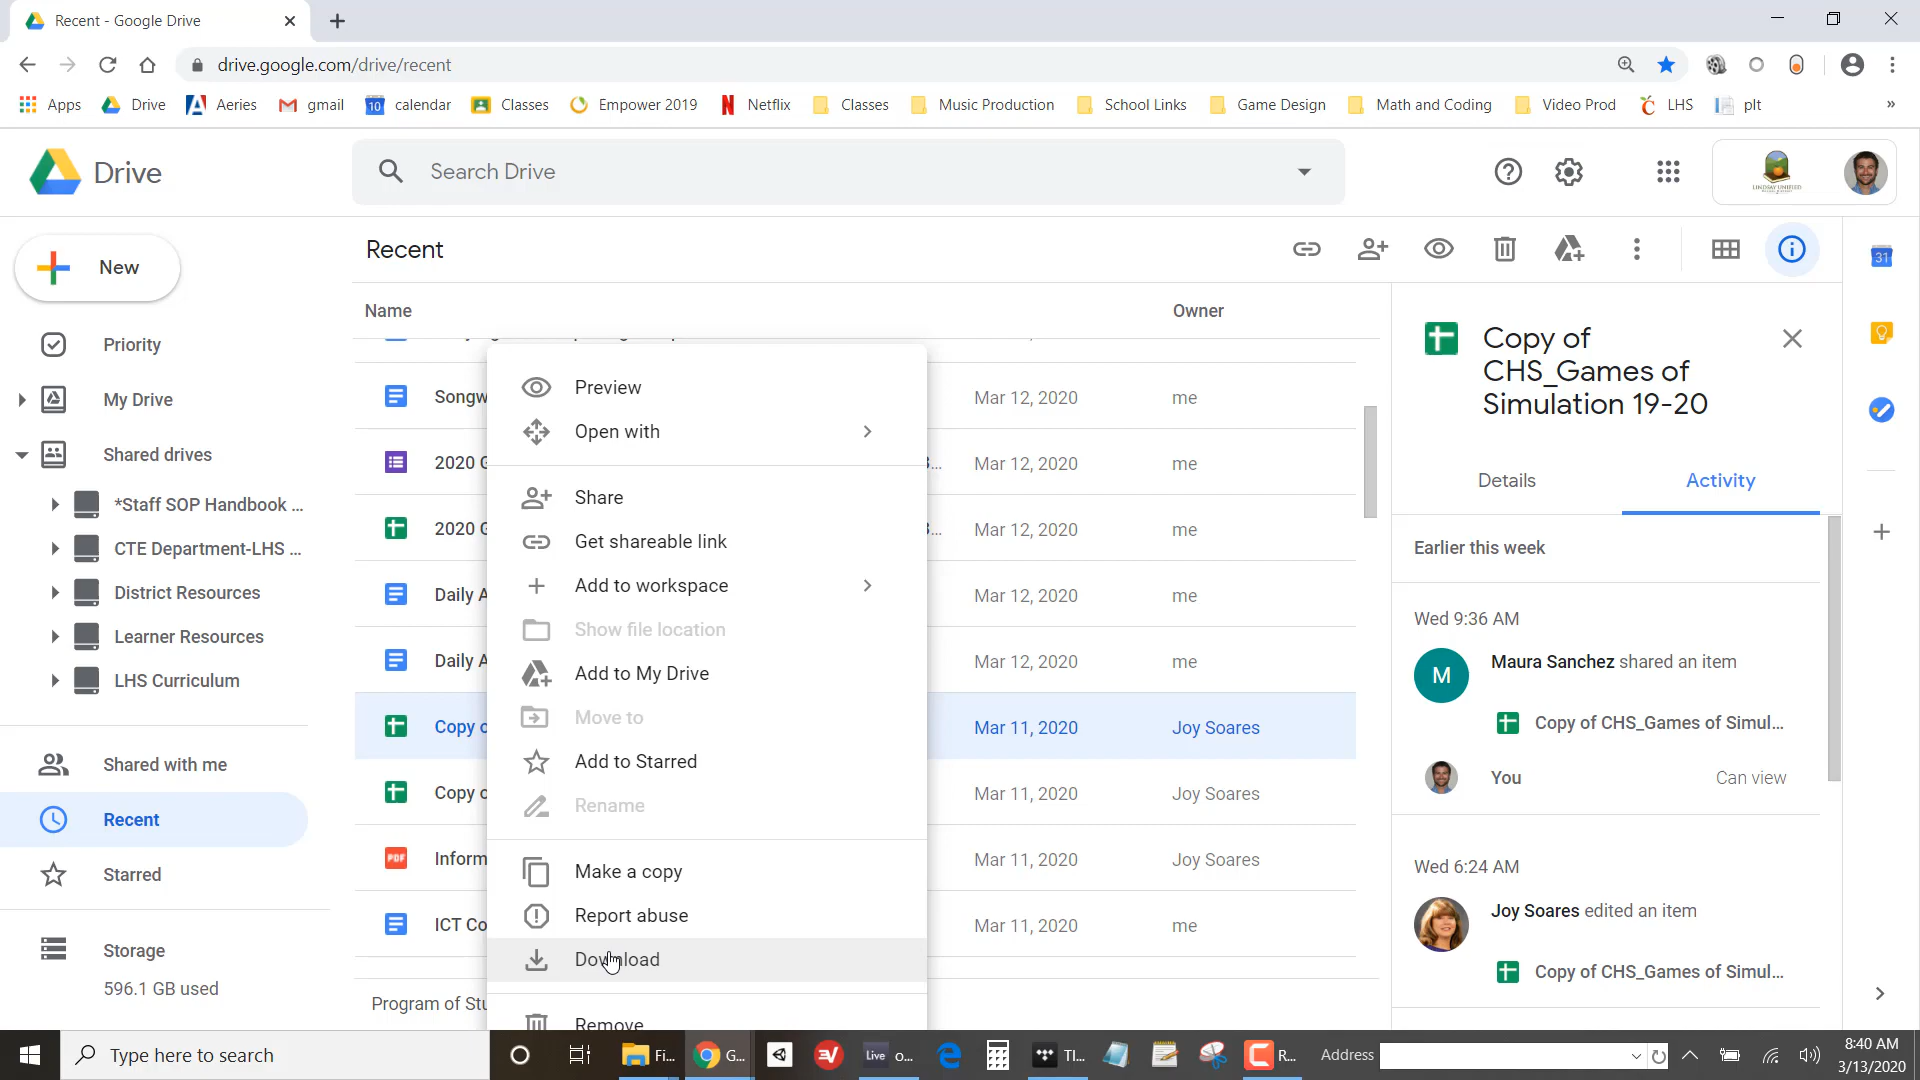 Recent - Google Drive
drive.google.com/drive/recent
Apps
Drive
Aeries
gmail
10
calendar
Classes
Empower 2019
Netflix
Classes
Music Production
School Links
Game Design
Math and Coding
Video Prod
LHS
plt
»
Drive
Search Drive
LINDSAY UNIFIED
New
Recent
31
Name
Owner
Priority
My Drive
Shared drives
*Staff SOP Handbook ...
CTE Department-LHS ...
District Resources
Learner Resources
LHS Curriculum
Shared with me
Recent
Starred
Storage
596.1 GB used
Songw
Mar 12, 2020
me
2020 G
Mar 12, 2020
me
2020 G
Mar 12, 2020
me
Daily A
Mar 12, 2020
me
Daily A
Mar 12, 2020
me
Copy o
Mar 11, 2020
Joy Soares
Copy o
Mar 11, 2020
Joy Soares
PDF
Inform
Mar 11, 2020
Joy Soares
ICT Co
Mar 11, 2020
me
Program of Stu
Preview
Open with
Share
Get shareable link
Add to workspace
Show file location
Add to My Drive
Move to
Add to Starred
Rename
Make a copy
Report abuse
Download
Remove
Copy of
CHS_Games of
Simulation 19-20
Details
Activity
Earlier this week
Wed 9:36 AM
M
Maura Sanchez shared an item
Copy of CHS_Games of Simul...
You
Can view
Wed 6:24 AM
Joy Soares edited an item
Copy of CHS_Games of Simul...
Type here to search
Fi...
G...
Live
o...
TI...
R...
Address
8:40 AM
3/13/2020